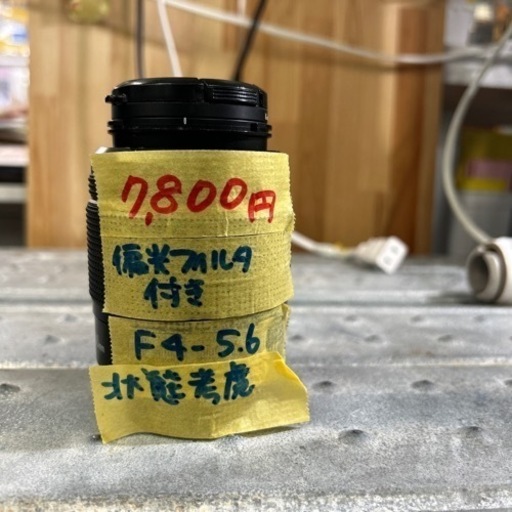 7,800円
偏光フィルタ
付き
F4-5.6
状態考慮